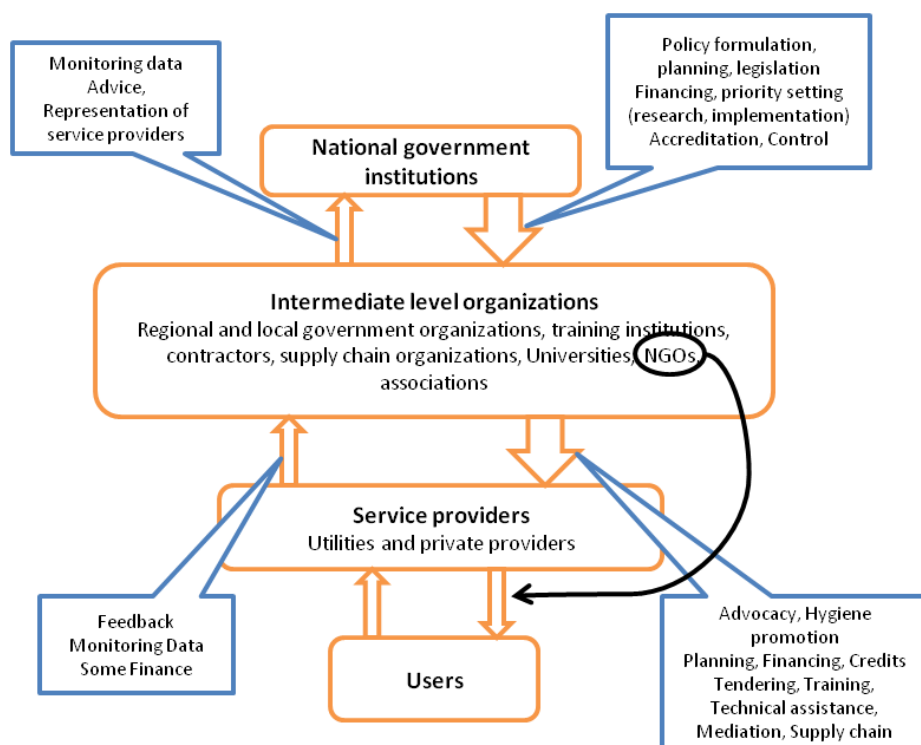 Monitoring data
Advice,
Representation of
service providers
Policy formulation,
planning, legislation
Financing, priority setting
(research, implementation)
Accreditation, Control
National government
institutions
Intermediate level organizations
Regional and local government organizations, training institutions,
contractors, supply chain organizations, Universities, NGOs,
associations
Service providers
Utilities and private providers
Feedback
Monitoring Data
Some Finance
Users
Advocacy, Hygiene
promotion
Planning, Financing, Credits
Tendering, Training,
Technical assistance,
Mediation, Supply chain